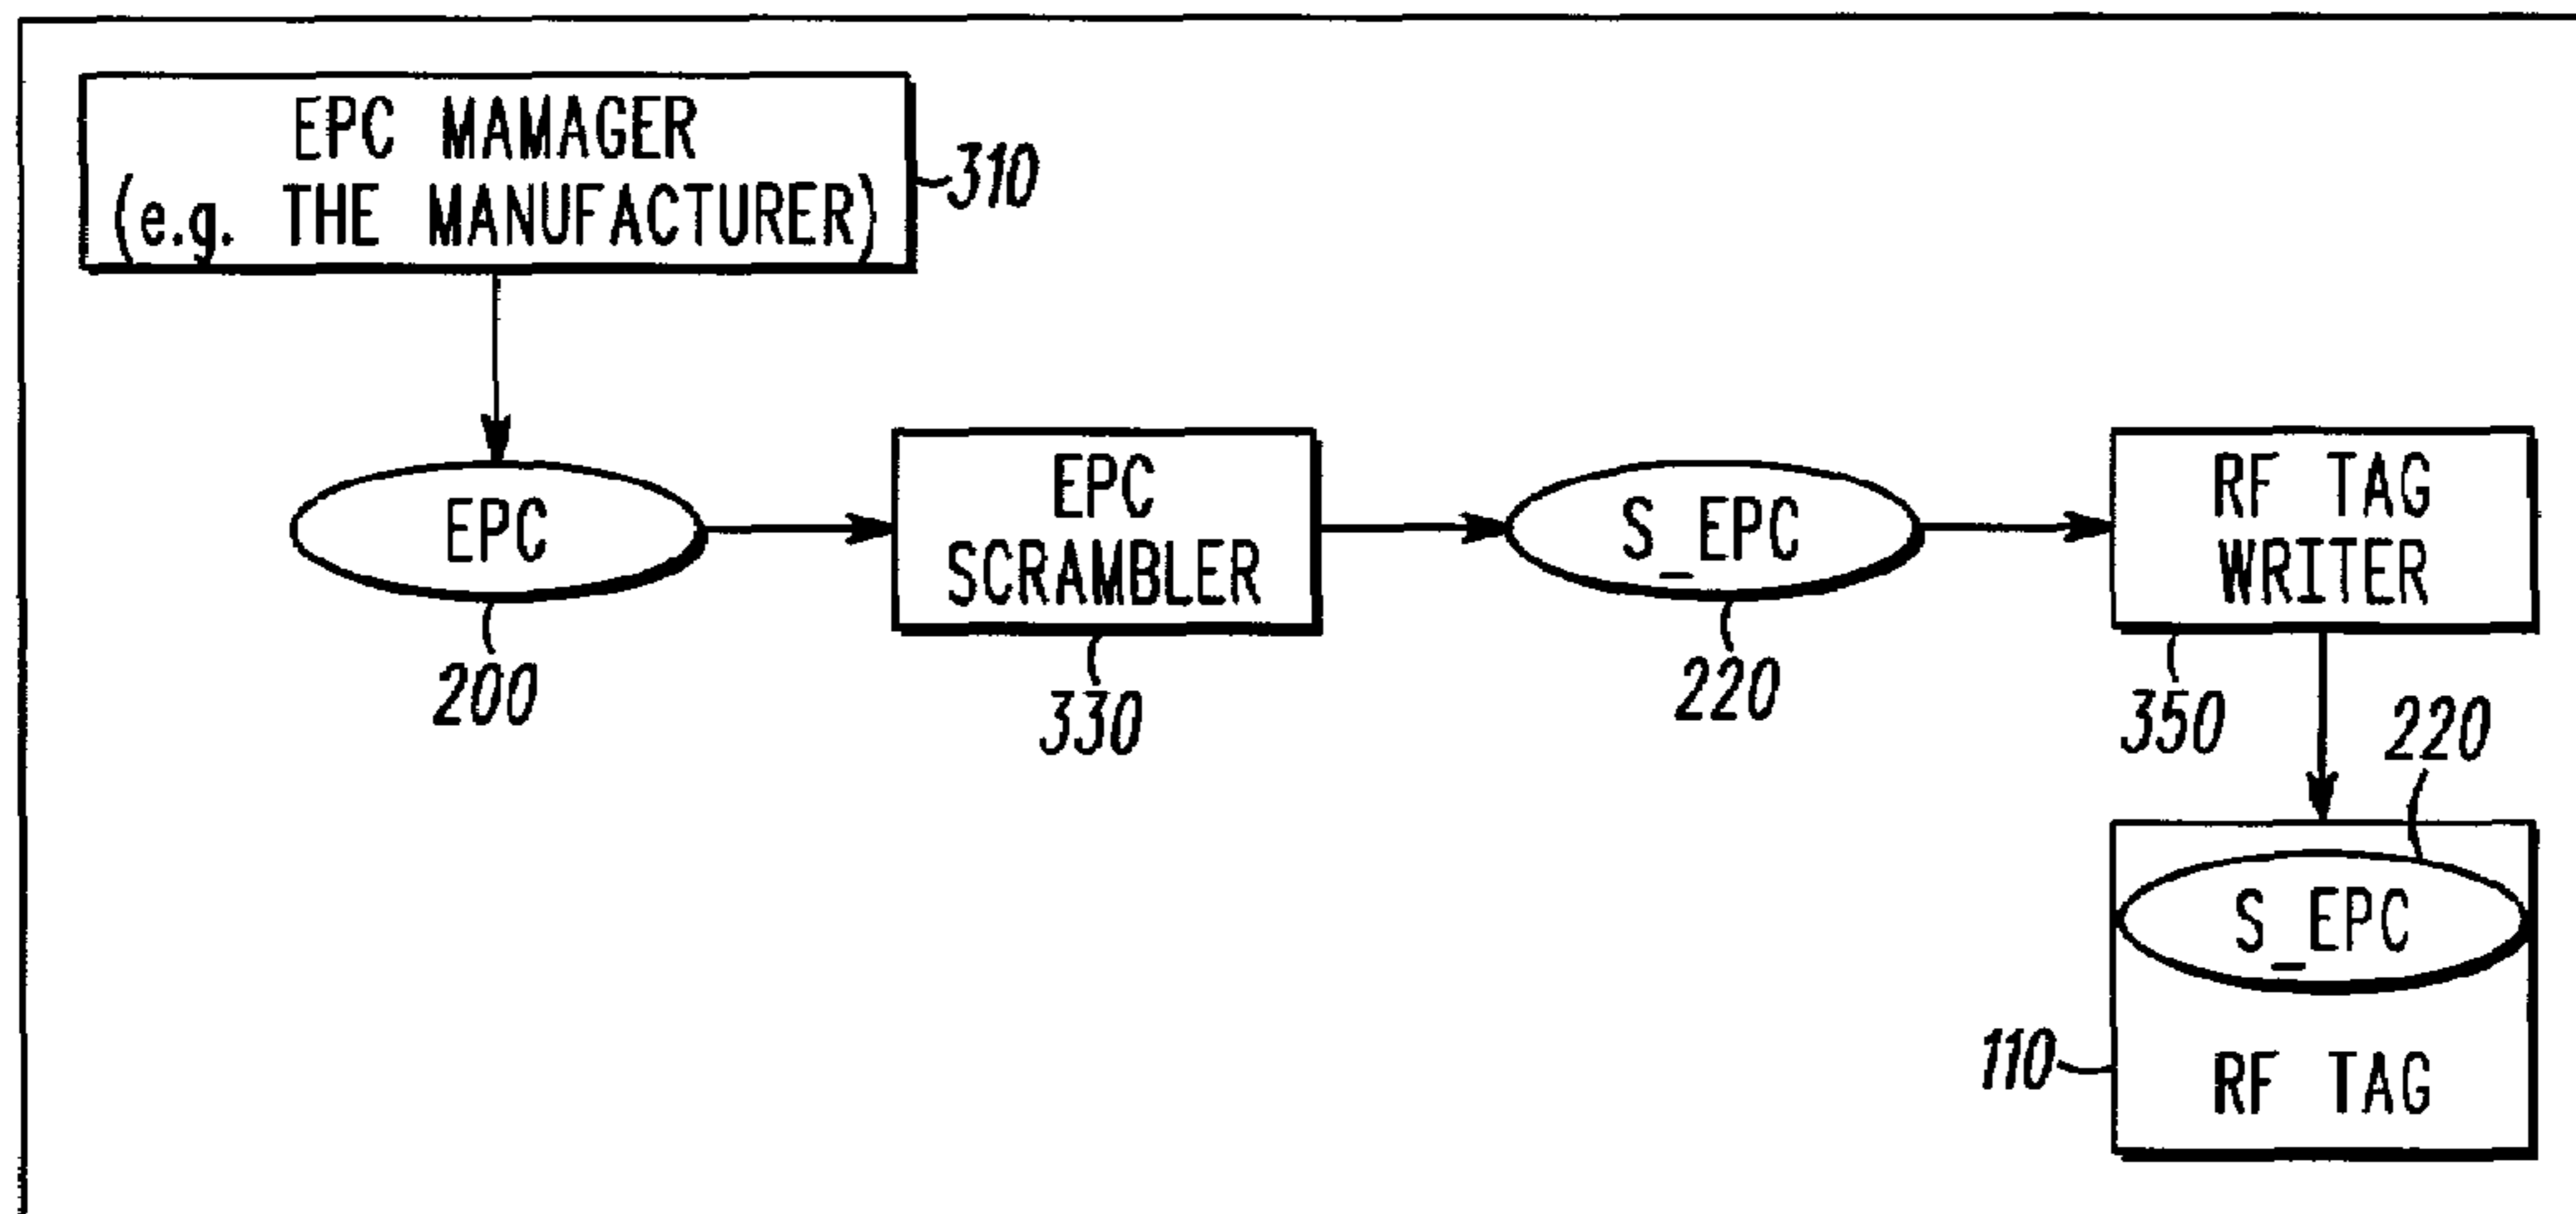 EPC MAMAGER
(e.g. THE MANUFACTURER)
310
EPC
200
EPC
SCRAMBLER
330
S_EPC
220
RF TAG
WRITER
350
220
S_EPC
110
RF TAG